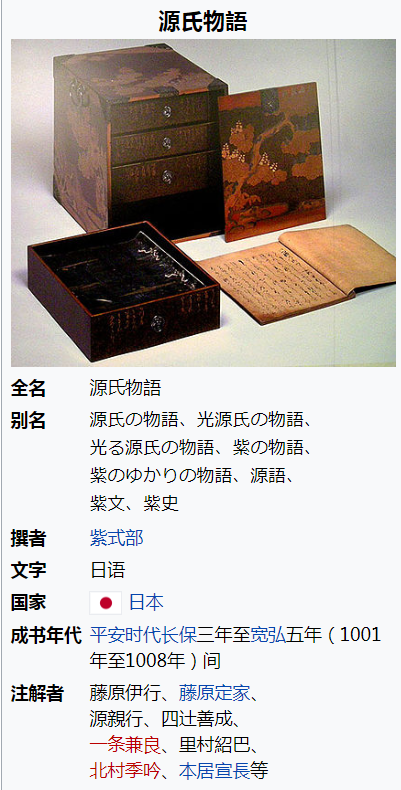 源氏物語
全名 源氏物語
别名 源氏の物語、光源氏の物語、
光る源氏の物語、紫の物語、
紫のゆかりの物語、源語、
紫文、紫史
撰者 紫式部
文字 日语
国家 日本
成书年代 平安时代长保三年至宽弘五年（1001
年至1008年）间
注解者 藤原伊行、藤原定家、
源親行、四辻善成、
一条兼良、里村紹巴、
北村季吟、本居宣長等